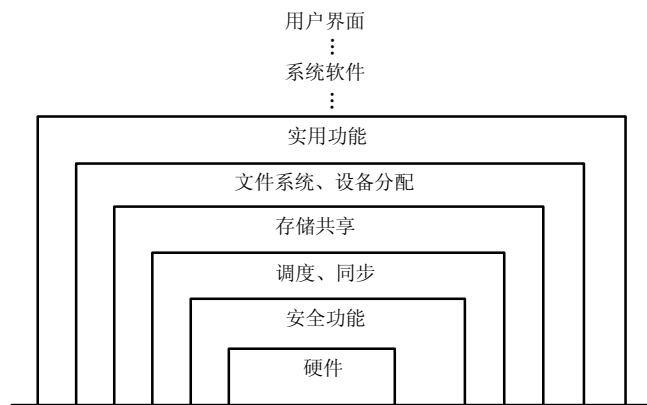 用户界面
⋮
系统软件
⋮
实用功能
文件系统、设备分配
存储共享
调度、同步
安全功能
硬件